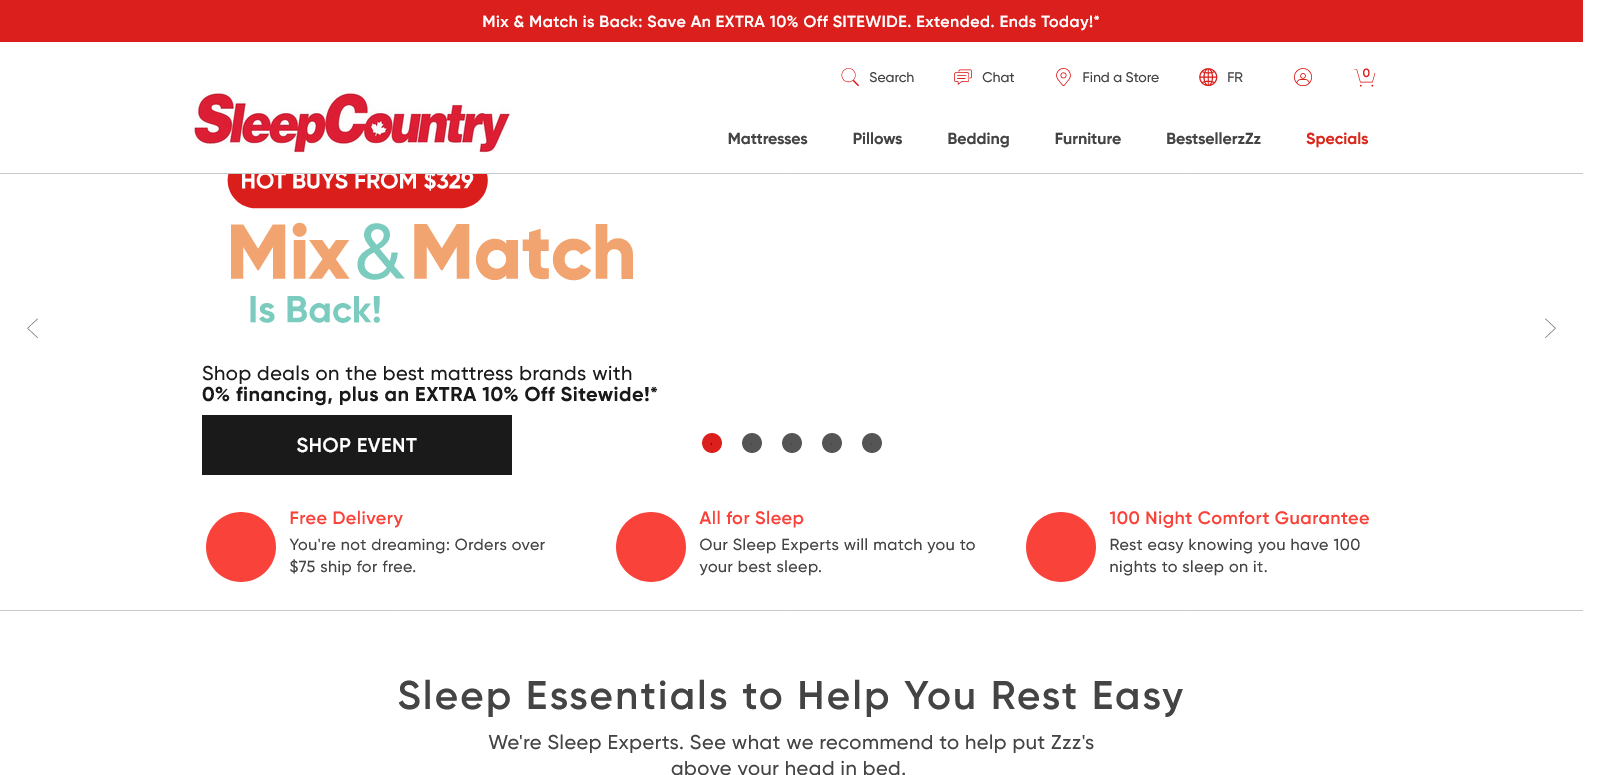 Mix & Match is Back: Save An EXTRA 10% Off SITEWIDE. Extended. Ends Today!*
Search
Chat
Find a Store
FR
0
SleepCountry
Mattresses
Pillows
Bedding
Furniture
BestsellerzZz
Specials
HOT BUYS FROM $329
Mix & Match
Is Back!
Shop deals on the best mattress brands with
0% financing, plus an EXTRA 10% Off Sitewide!*
SHOP EVENT
Free Delivery
You're not dreaming: Orders over
$75 ship for free.
All for Sleep
Our Sleep Experts will match you to
your best sleep.
100 Night Comfort Guarantee
Rest easy knowing you have 100
nights to sleep on it.
Sleep Essentials to Help You Rest Easy
We're Sleep Experts. See what we recommend to help put Zzz's
above your head in bed.